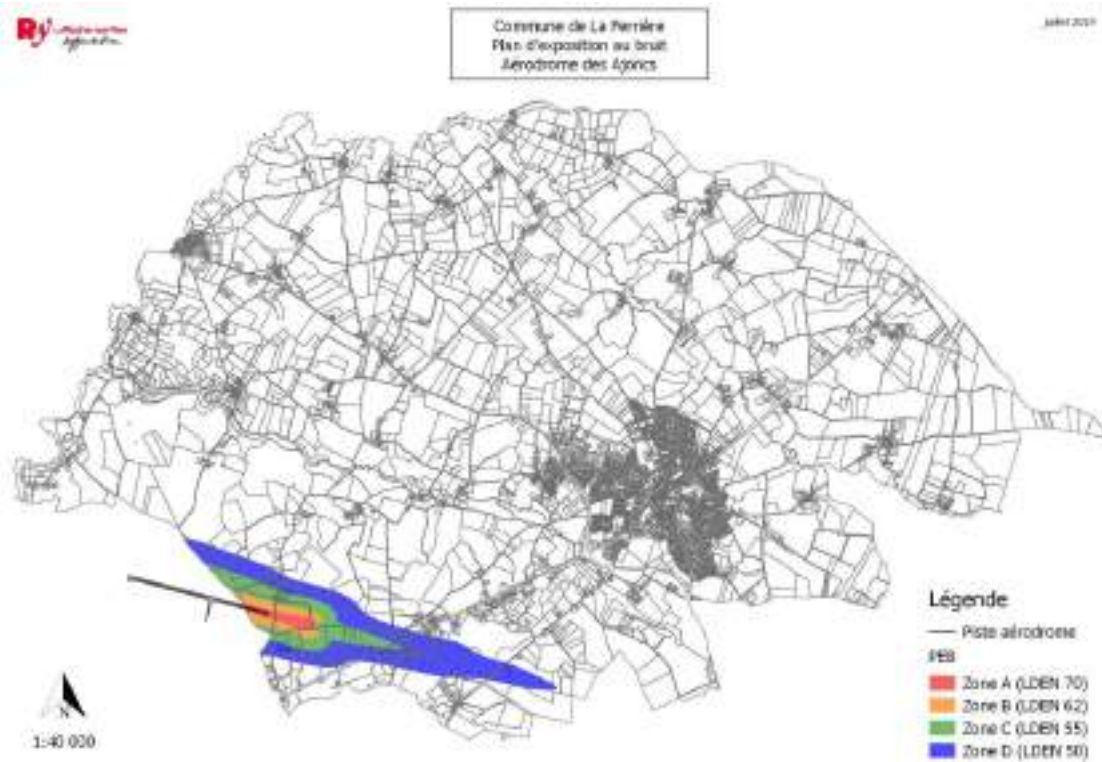 Commune de La Ferrière
Plan d'exposition au bruit
Aérodrome des Ajoncs
juillet
Légende
Piste aérodrome
PEB
Zone A (LDEN 70)
Zone B (LDEN 62)
Zone C (LDEN 55)
Zone D (LDEN 50)
N
1:40 000